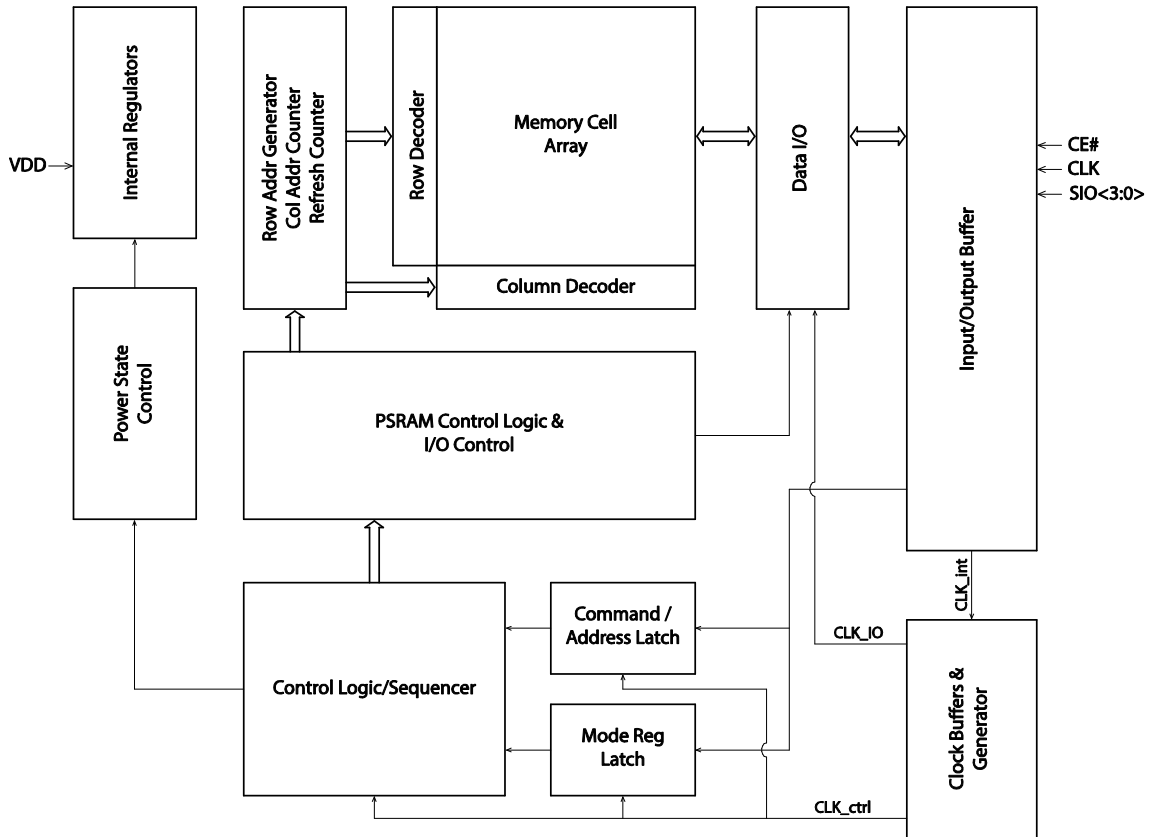 Internal Regulators
VDD
Power State
Control
Row Addr Generator
Col Addr Counter
Refresh Counter
Row Decoder
Memory Cell
Array
Column Decoder
Data I/O
Input/Output Buffer
CE#
CLK
SIO<3:0>
PSRAM Control Logic &
I/O Control
Control Logic/Sequencer
Command /
Address Latch
Mode Reg
Latch
CLK_int
CLK_IO
CLK_ctrl
Clock Buffers &
Generator